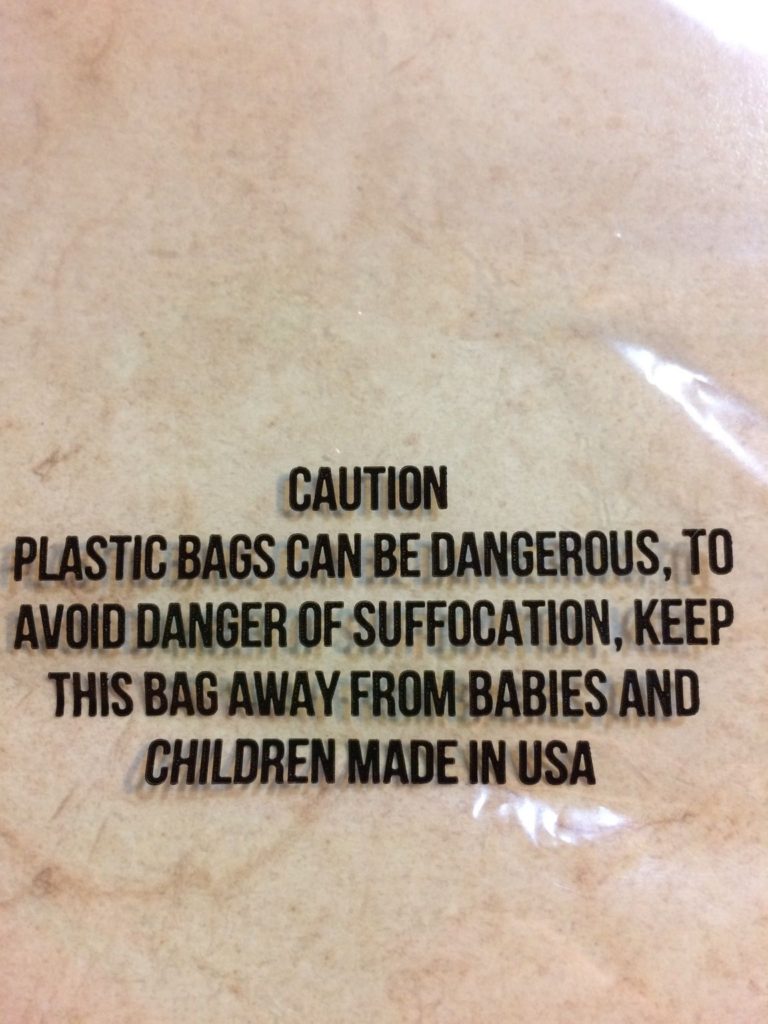 CAUTION
PLASTIC BAGS CAN BE DANGEROUS, TO
AVOID DANGER OF SUFFOCATION, KEEP
THIS BAG AWAY FROM BABIES AND
CHILDREN MADE IN USA